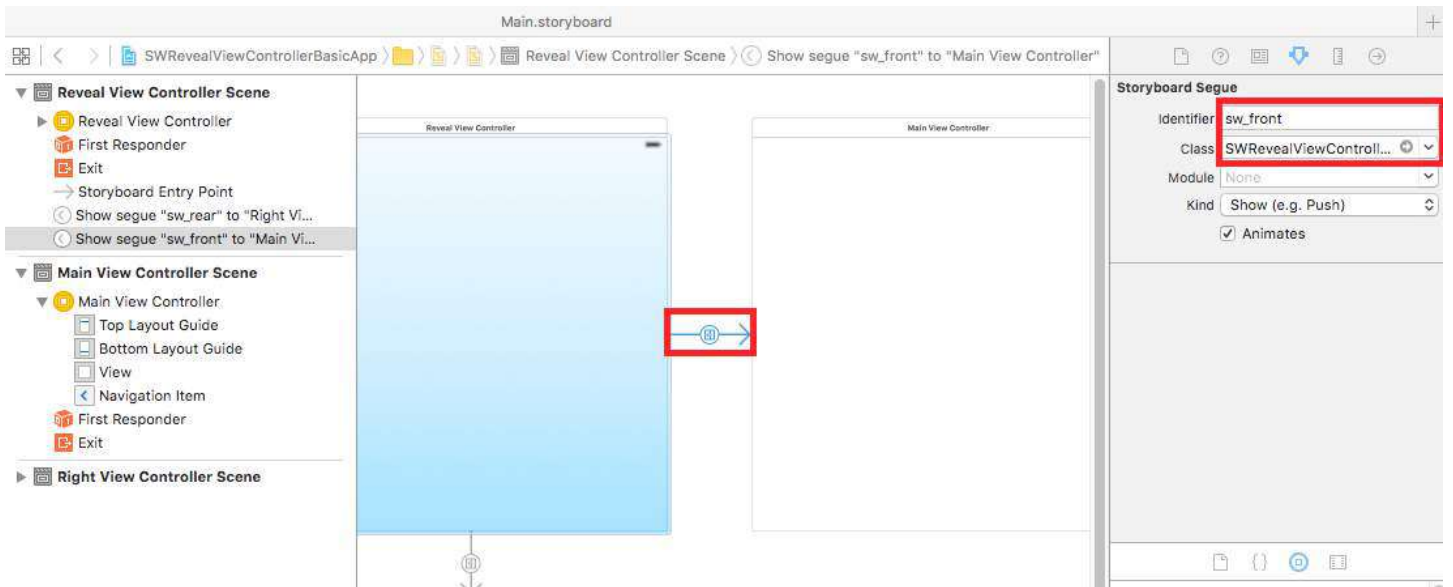 Main.storyboard
SWRevealViewControllerBasicApp
Reveal View Controller Scene
Show segue "sw_front" to "Main View Controller"
Reveal View Controller Scene
Reveal View Controller
First Responder
Exit
Storyboard Entry Point
Show segue "sw_rear" to "Right Vi...
Show segue "sw_front" to "Main Vi...
Main View Controller Scene
Main View Controller
Top Layout Guide
Bottom Layout Guide
View
Navigation Item
First Responder
Exit
Right View Controller Scene
Reveal View Controller
Main View Controller
Storyboard Segue
Identifier sw_front
Class SWRevealViewControll...
Module None
Kind Show (e.g. Push)
Animates